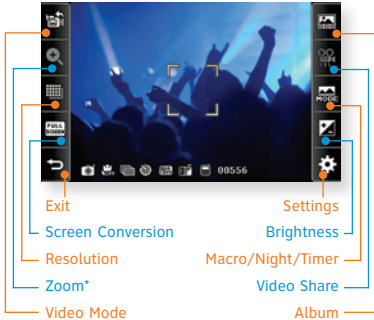 MODE
FULL
SCREEN
00556
Exit
Settings
Screen Conversion
Brightness
Resolution
Macro/Night/Timer
Zoom*
Video Share
Video Mode
Album